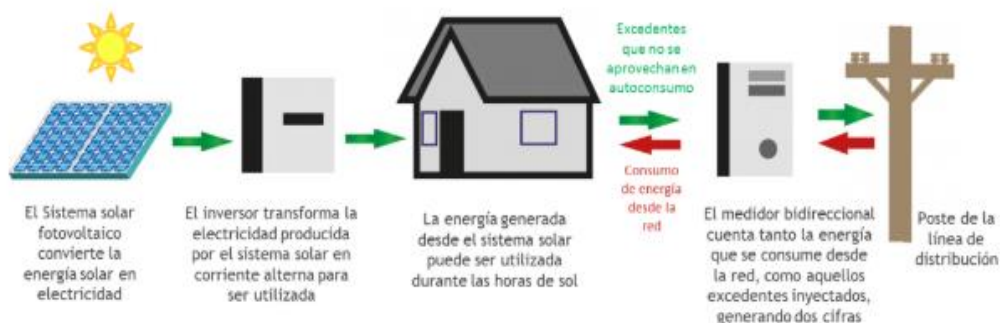 El Sistema solar
fotovoltaico
convierte la
energía solar en
electricidad
El inversor transforma la
electricidad producida
por el sistema solar en
corriente alterna para
ser utilizada
La energía generada
desde el sistema solar
puede ser utilizada
durante las horas de sol
Excedentes
que no se
aprovechan en
autoconsumo
Consumo
de energía
desde la
red
El medidor bidireccional
cuenta tanto la energía
que se consume desde
la red, como aquellos
excedentes inyectados,
generando dos cifras
Poste de la
línea de
distribución